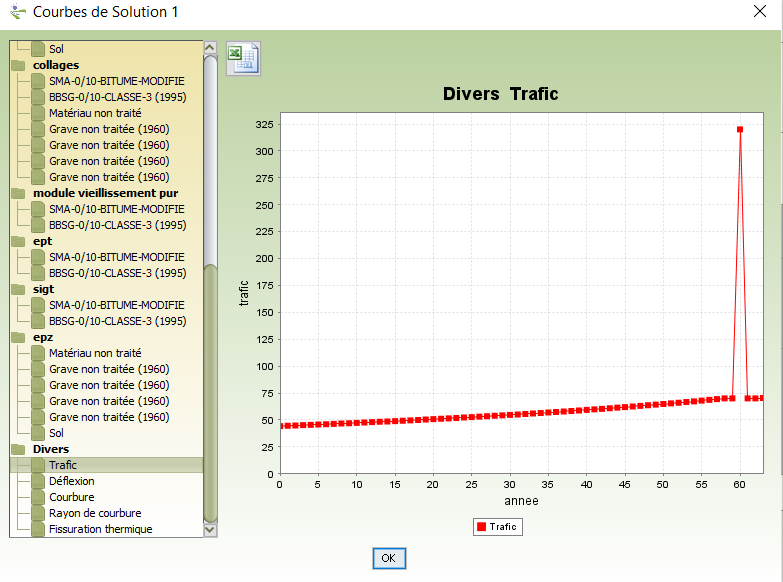 Courbes de Solution 1
Sol
collages
SMA-0/10-BITUME-MODIFIE
BBSG-0/10-CLASSE-3 (1995)
Matériau non traité
Grave non traitée (1960)
Grave non traitée (1960)
Grave non traitée (1960)
Grave non traitée (1960)
module vieillissement pur
SMA-0/10-BITUME-MODIFIE
BBSG-0/10-CLASSE-3 (1995)
ept
SMA-0/10-BITUME-MODIFIE
BBSG-0/10-CLASSE-3 (1995)
sigt
SMA-0/10-BITUME-MODIFIE
BBSG-0/10-CLASSE-3 (1995)
epz
Matériau non traité
Grave non traitée (1960)
Grave non traitée (1960)
Grave non traitée (1960)
Grave non traitée (1960)
Sol
Divers
Trafic
Déflexion
Courbure
Rayon de courbure
Fissuration thermique
Divers Trafic
325
300
275
250
225
200
175
150
125
100
75
50
25
0
trafic
0 5 10 15 20 25 30 35 40 45 50 55 60
annee
Trafic
OK